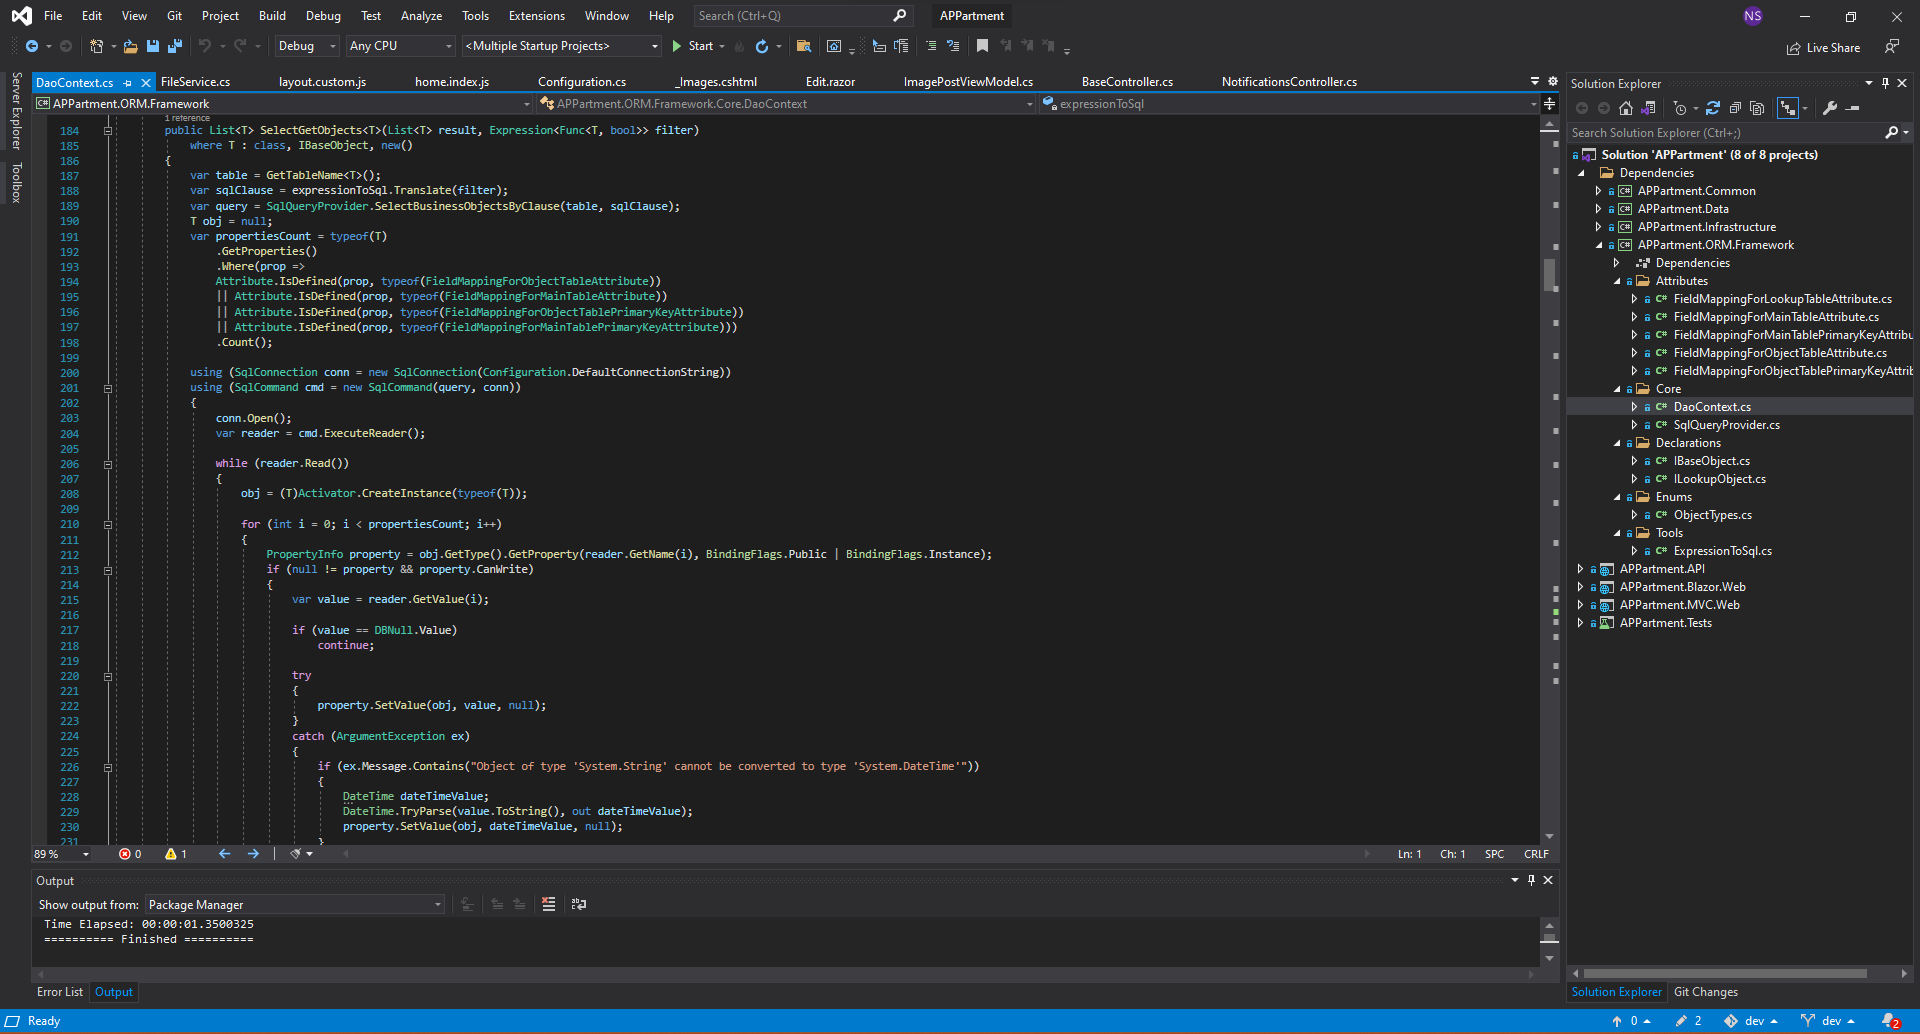 File Edit View Git Project Build Debug Test Analyze Tools Extensions Window Help Search (Ctrl+Q) APPartment NS
Debug Any CPU <Multiple Startup Projects> Start Live Share
Server Explorer
Toolbox
DaoContext.cs FileService.cs layout.custom.js home.index.js Configuration.cs _Images.cshtml Edit.razor ImagePostViewModel.cs BaseController.cs NotificationsController.cs
APPartment.ORM.Framework APPartment.ORM.Framework.Core.DaoContext expressionToSql
1 reference
184 public List<T> SelectGetObjects<T>(List<T> result, Expression<Func<T, bool>> filter)
185 where T : class, IBaseObject, new()
186 {
187 var table = GetTableName<T>();
188 var sqlClause = expressionToSql.Translate(filter);
189 var query = SqlQueryProvider.SelectBusinessObjectsByClause(table, sqlClause);
190 T obj = null;
191 var propertiesCount = typeof(T)
192 .GetProperties()
193 .Where(prop =>
194 Attribute.IsDefined(prop, typeof(FieldMappingForObjectTableAttribute))
195 || Attribute.IsDefined(prop, typeof(FieldMappingForMainTableAttribute))
196 || Attribute.IsDefined(prop, typeof(FieldMappingForObjectTablePrimaryKeyAttribute))
197 || Attribute.IsDefined(prop, typeof(FieldMappingForMainTablePrimaryKeyAttribute)))
198 .Count();
199
200 using (SqlConnection conn = new SqlConnection(Configuration.DefaultConnectionString))
201 using (SqlCommand cmd = new SqlCommand(query, conn))
202 {
203 conn.Open();
204 var reader = cmd.ExecuteReader();
205
206 while (reader.Read())
207 {
208 obj = (T)Activator.CreateInstance(typeof(T));
209
210 for (int i = 0; i < propertiesCount; i++)
211 {
212 PropertyInfo property = obj.GetType().GetProperty(reader.GetName(i), BindingFlags.Public | BindingFlags.Instance);
213 if (null != property && property.CanWrite)
214 {
215 var value = reader.GetValue(i);
216
217 if (value == DBNull.Value)
218 continue;
219
220 try
221 {
222 property.SetValue(obj, value, null);
223 }
224 catch (ArgumentException ex)
225 {
226 if (ex.Message.Contains("Object of type 'System.String' cannot be converted to type 'System.DateTime'"))
227 {
228 DateTime dateTimeValue;
229 DateTime.TryParse(value.ToString(), out dateTimeValue);
230 property.SetValue(obj, dateTimeValue, null);
231 }
89 % 0 1 Ln: 1 Ch: 1 SPC CRLF
Output
Show output from: Package Manager
Time Elapsed: 00:00:01.3500325
========== Finished ==========
Error List Output
Solution Explorer
Search Solution Explorer (Ctrl+;)
Solution 'APPartment' (8 of 8 projects)
Dependencies
APPartment.Common
APPartment.Data
APPartment.Infrastructure
APPartment.ORM.Framework
Dependencies
Attributes
FieldMappingForLookupTableAttribute.cs
FieldMappingForMainTableAttribute.cs
FieldMappingForMainTablePrimaryKeyAttribu
FieldMappingForObjectTableAttribute.cs
FieldMappingForObjectTablePrimaryKeyAttrib
Core
DaoContext.cs
SqlQueryProvider.cs
Declarations
IBaseObject.cs
ILookupObject.cs
Enums
ObjectTypes.cs
Tools
ExpressionToSql.cs
APPartment.API
APPartment.Blazor.Web
APPartment.MVC.Web
APPartment.Tests
Solution Explorer Git Changes
Ready 0 2 dev dev 2